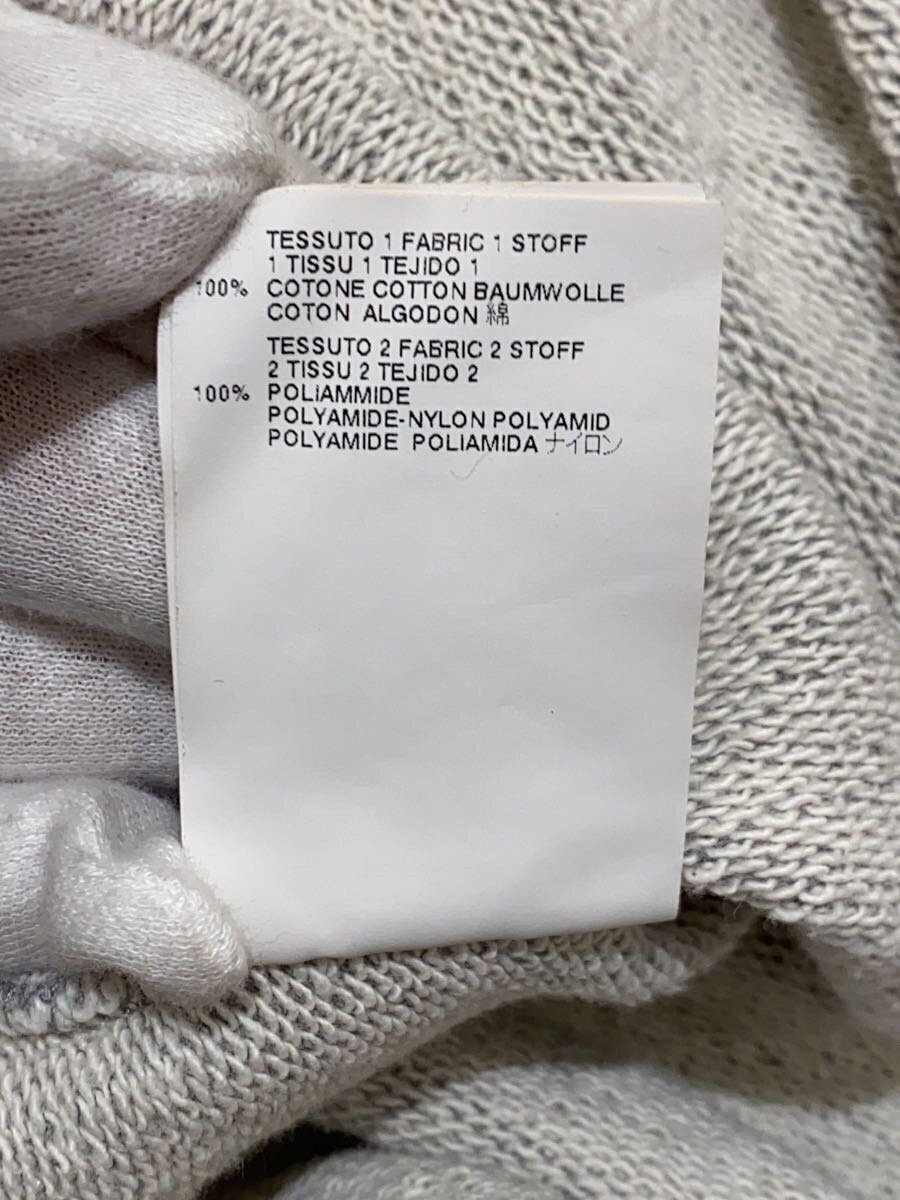 TESSUTO 1 FABRIC 1 STOFF
1 TISSU 1 TEJIDO 1
100% COTONE COTTON BAUMWOLLE
COTON ALGODON 綿
TESSUTO 2 FABRIC 2 STOFF
2 TISSU 2 TEJIDO 2
100% POLIAMMIDE
POLYAMIDE-NYLON POLYAMID
POLYAMIDE POLIAMIDA ナイロン